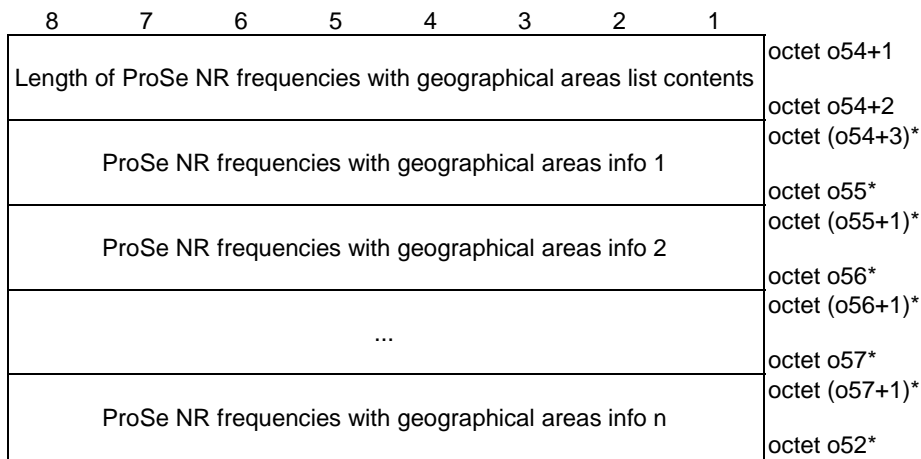 8 7 6 5 4 3 2 1
octet o54+1
Length of ProSe NR frequencies with geographical areas list contents
octet o54+2
octet (o54+3)*
ProSe NR frequencies with geographical areas info 1
octet o55*
octet (o55+1)*
ProSe NR frequencies with geographical areas info 2
octet o56*
octet (o56+1)*
...
octet o57*
octet (o57+1)*
ProSe NR frequencies with geographical areas info n
octet o52*